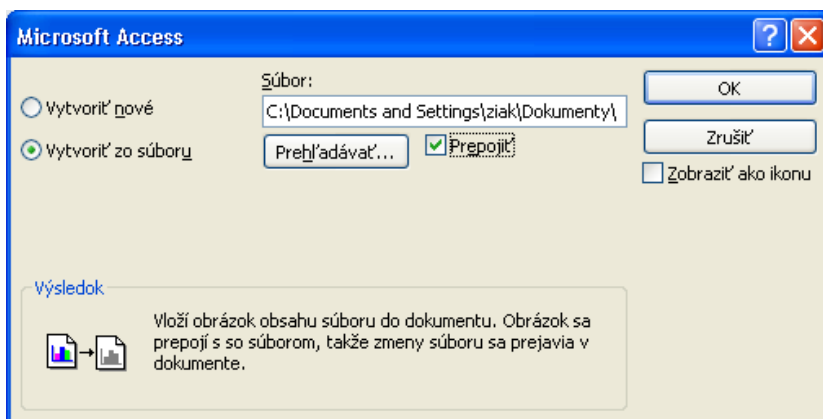 Microsoft Access
Súbor:
Vytvoriť nové
C:\Documents and Settings\ziak\Dokumenty\
OK
Vytvoriť zo súboru
Prehľadávať...
Prepojiť
Zrušiť
Zobraziť ako ikonu
Výsledok
Vloží obrázok obsahu súboru do dokumentu. Obrázok sa
prepojí s so súborom, takže zmeny súboru sa prejavia v
dokumente.